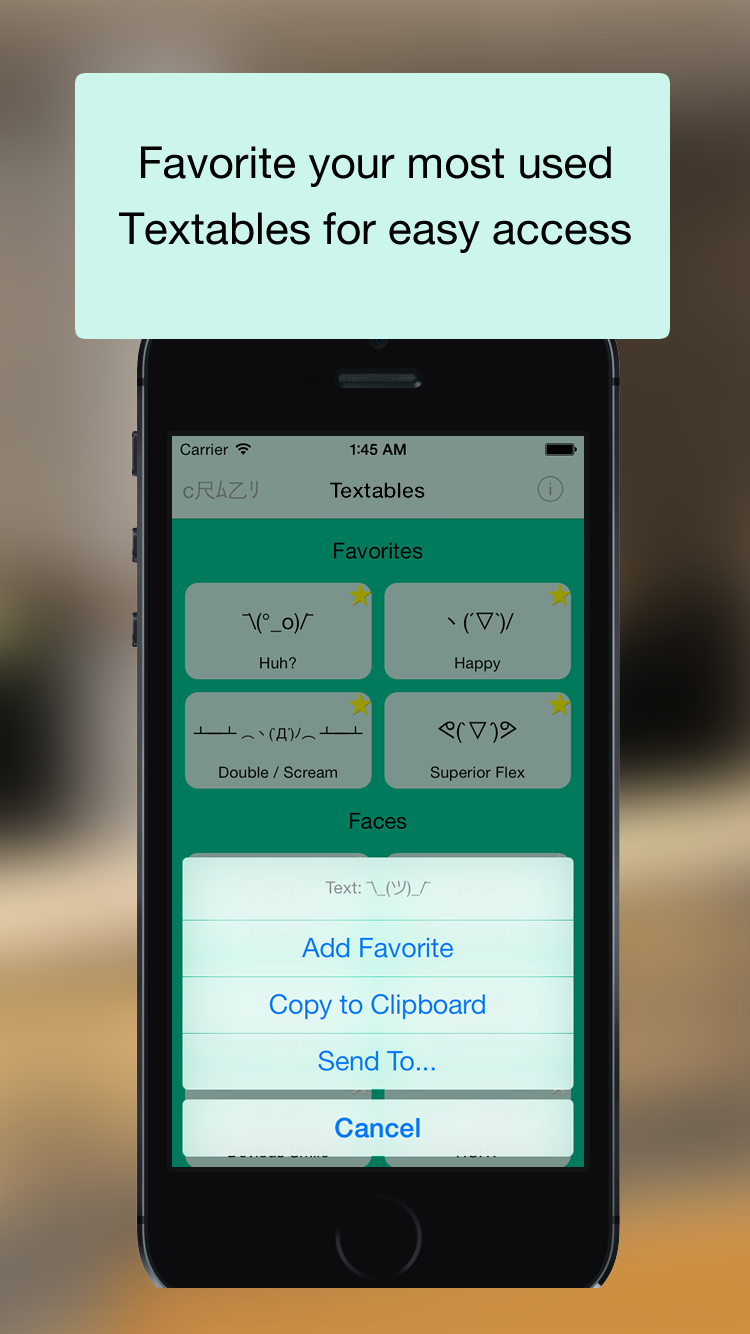 Favorite your most used
Textables for easy access
Carrier 1:45 AM
c尺ﾑ乙ﾘ Textables i
Favorites
¯\(°_o)/¯
Huh?
ヽ(´▽`)/
Happy
┻━┻ ︵ヽ(`Д´)ﾉ︵ ┻━┻
Double / Scream
ᕙ(`▽´)ᕗ
Superior Flex
Faces
Text: ¯\_(ツ)_/¯
Add Favorite
Copy to Clipboard
Send To...
Cancel